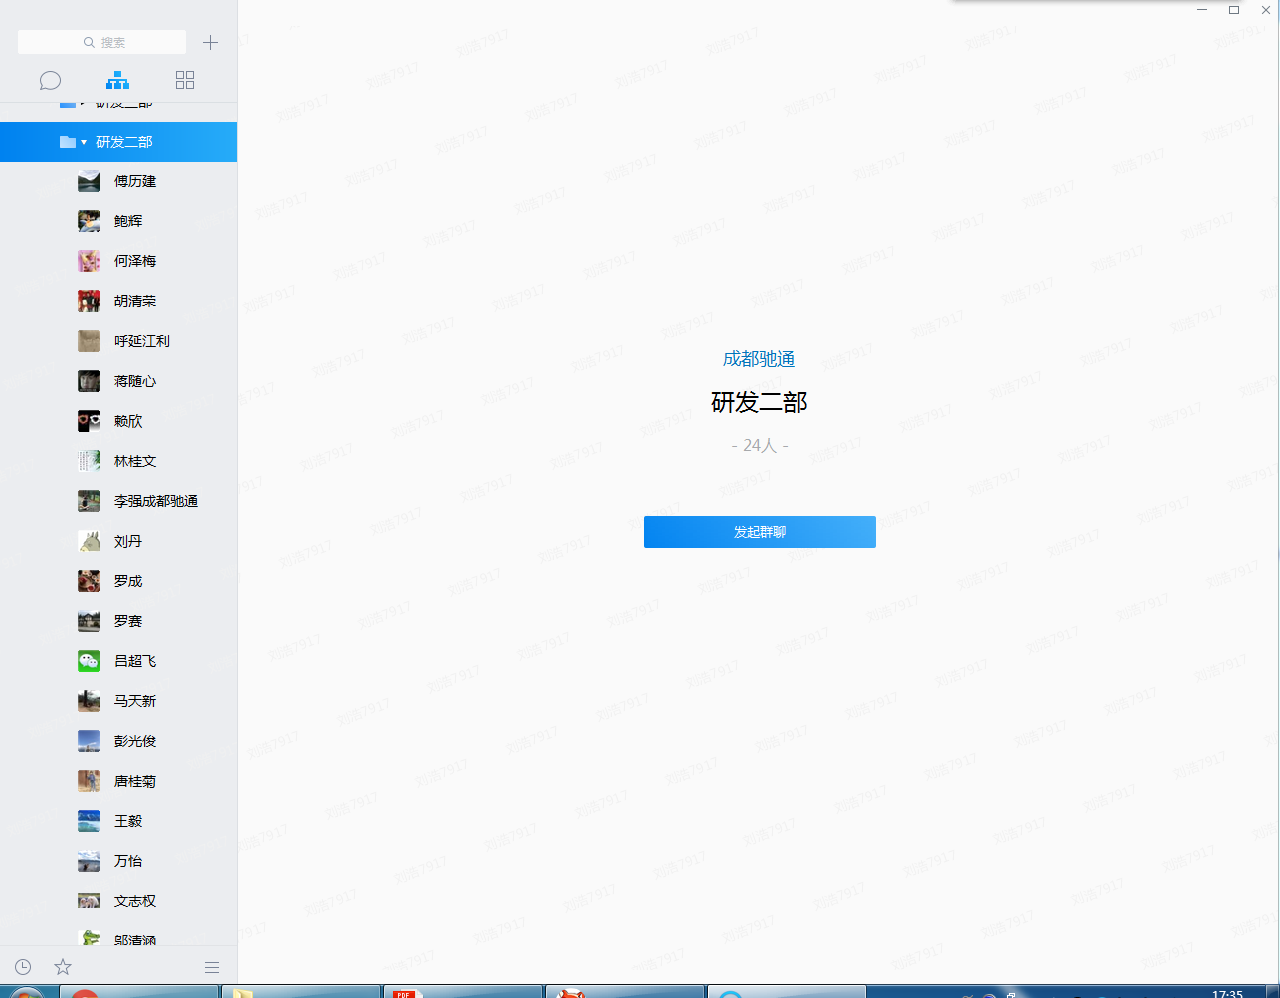 搜索
研发二部
傅历建
鲍辉
何泽梅
胡清荣
呼延江利
蒋随心
赖欣
林桂文
李强成都驰通
刘丹
罗成
罗赛
吕超飞
马天新
彭光俊
唐桂菊
王毅
万怡
文志权
邬清涵
成都驰通
研发二部
- 24人 -
发起群聊
刘浩7917
PDF
17:35